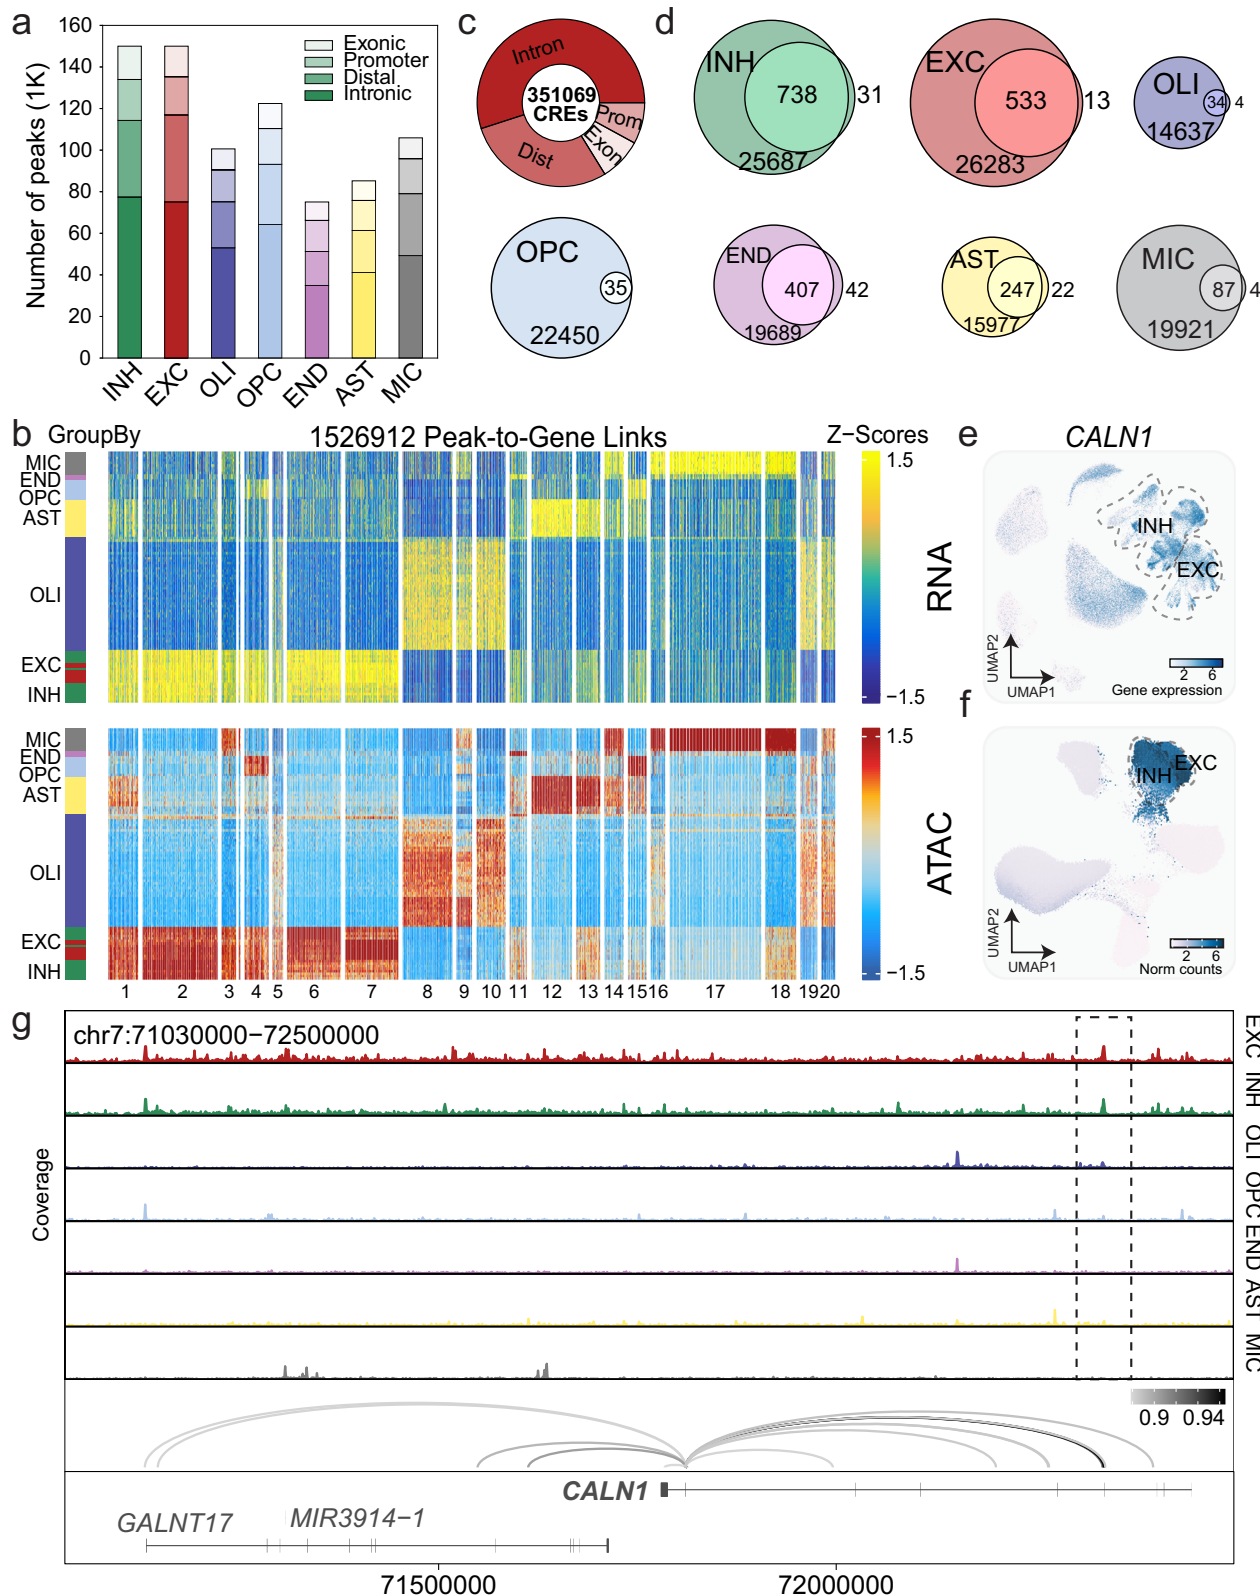 a
160
140
120
100
80
60
40
20
0
Number of peaks (1K)
Exonic
Promoter
Distal
Intronic
INH
EXC
OLI
OPC
END
AST
MIC
c
Intron
Prom
Exon
Dist
351069
CREs
d
INH
738
31
25687
EXC
533
13
26283
OLI
34
4
14637
OPC
35
22450
END
407
42
19689
AST
247
22
15977
MIC
87
4
19921
b
GroupBy
1526912 Peak-to-Gene Links
Z−Scores
MIC
END
OPC
AST
OLI
EXC
INH
1.5
−1.5
RNA
MIC
END
OPC
AST
OLI
EXC
INH
1.5
−1.5
ATAC
1 2 3 4 5 6 7 8 9 10 11 12 13 14 15 16 17 18 19 20
e
CALN1
INH
EXC
UMAP2
UMAP1
2 6
Gene expression
f
EXC
INH
UMAP2
UMAP1
2 6
Norm counts
g
chr7:71030000−72500000
Coverage
EXC
INH
OLI
OPC
END
AST
MIC
0.9 0.94
CALN1
GALNT17
MIR3914−1
71500000
72000000